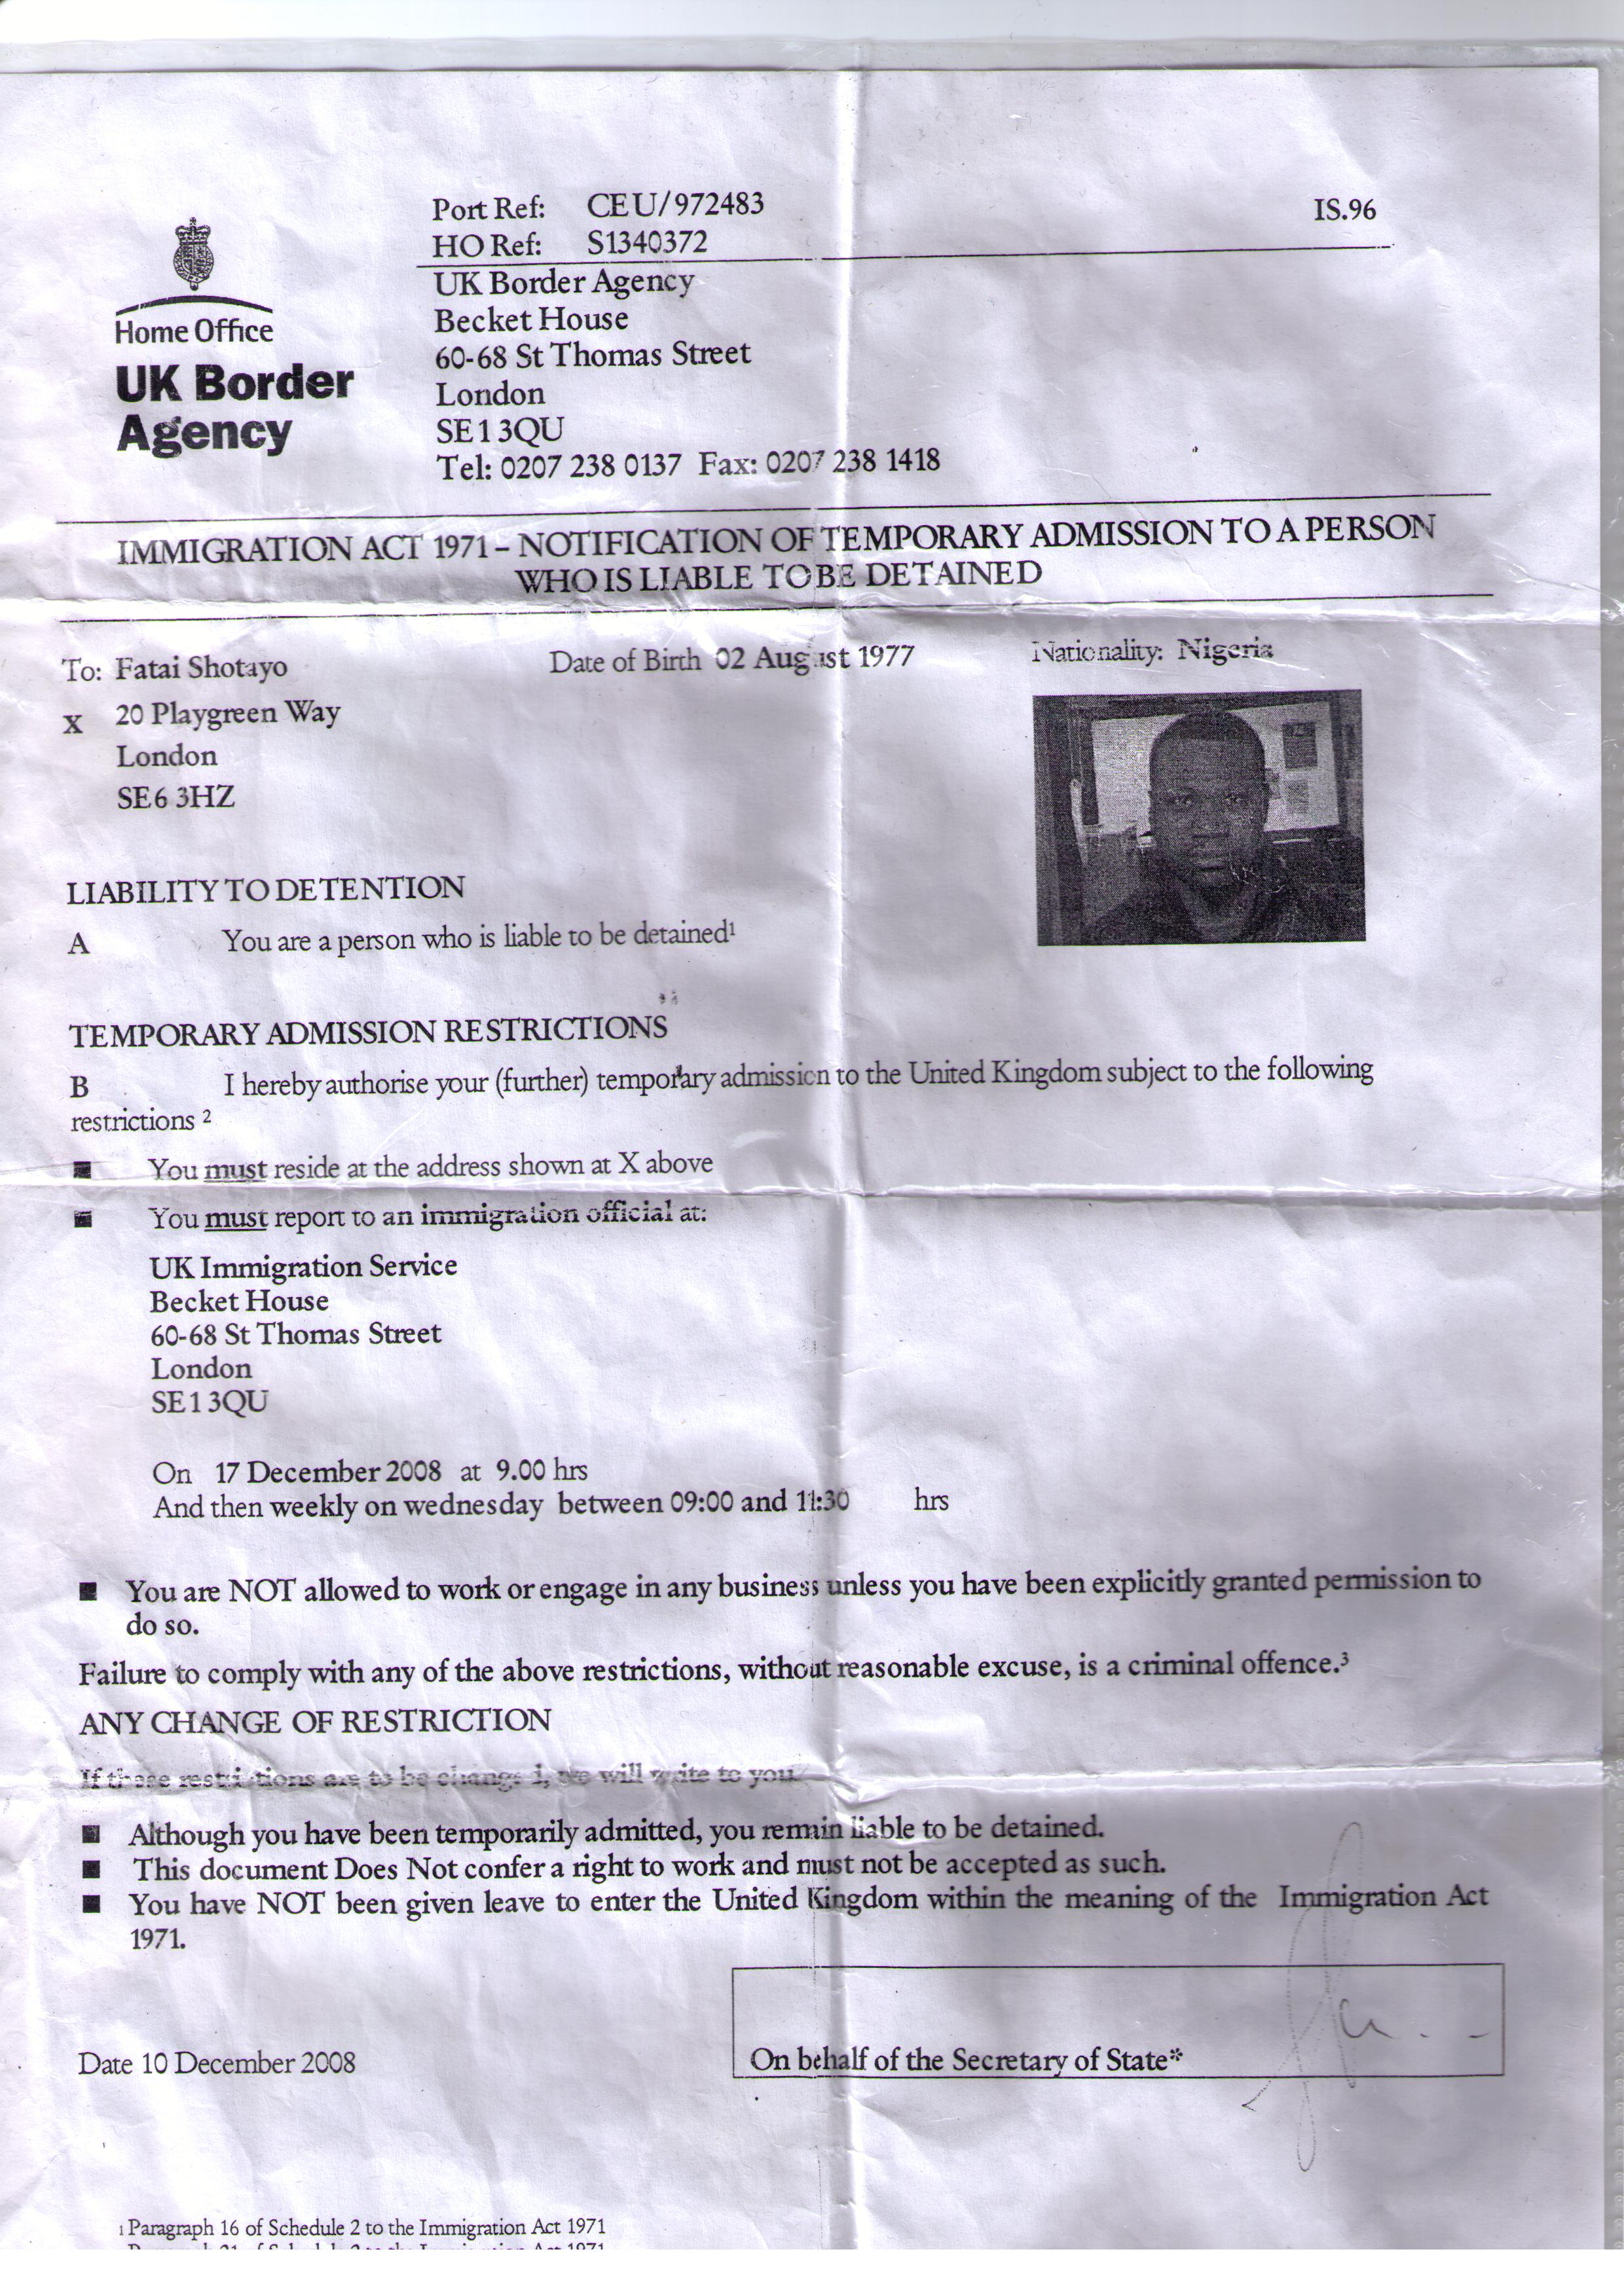 Port Ref: CEU/972483
IS.96
HO Ref: S1340372
Home Office
UK Border
Agency
UK Border Agency
Becket House
60-68 St Thomas Street
London
SE1 3QU
Tel: 0207 238 0137 Fax: 0207 238 1418
IMMIGRATION ACT 1971 – NOTIFICATION OF TEMPORARY ADMISSION TO A PERSON
WHO IS LIABLE TO BE DETAINED
To: Fatai Shotayo Date of Birth 02 August 1977 Nationality: Nigeria
X 20 Playgreen Way
London
SE6 3HZ
LIABILITY TO DETENTION
A You are a person who is liable to be detained¹
TEMPORARY ADMISSION RESTRICTIONS
B I hereby authorise your (further) temporary admission to the United Kingdom subject to the following
restrictions ²
■ You must reside at the address shown at X above
■ You must report to an immigration official at:
UK Immigration Service
Becket House
60-68 St Thomas Street
London
SE1 3QU
On 17 December 2008 at 9.00 hrs
And then weekly on wednesday between 09:00 and 11:30 hrs
■ You are NOT allowed to work or engage in any business unless you have been explicitly granted permission to
do so.
Failure to comply with any of the above restrictions, without reasonable excuse, is a criminal offence.³
ANY CHANGE OF RESTRICTION
If these restrictions are to be changed, we will write to you.
■ Although you have been temporarily admitted, you remain liable to be detained.
■ This document Does Not confer a right to work and must not be accepted as such.
■ You have NOT been given leave to enter the United Kingdom within the meaning of the Immigration Act
1971.
On behalf of the Secretary of State*
Date 10 December 2008
1 Paragraph 16 of Schedule 2 to the Immigration Act 1971